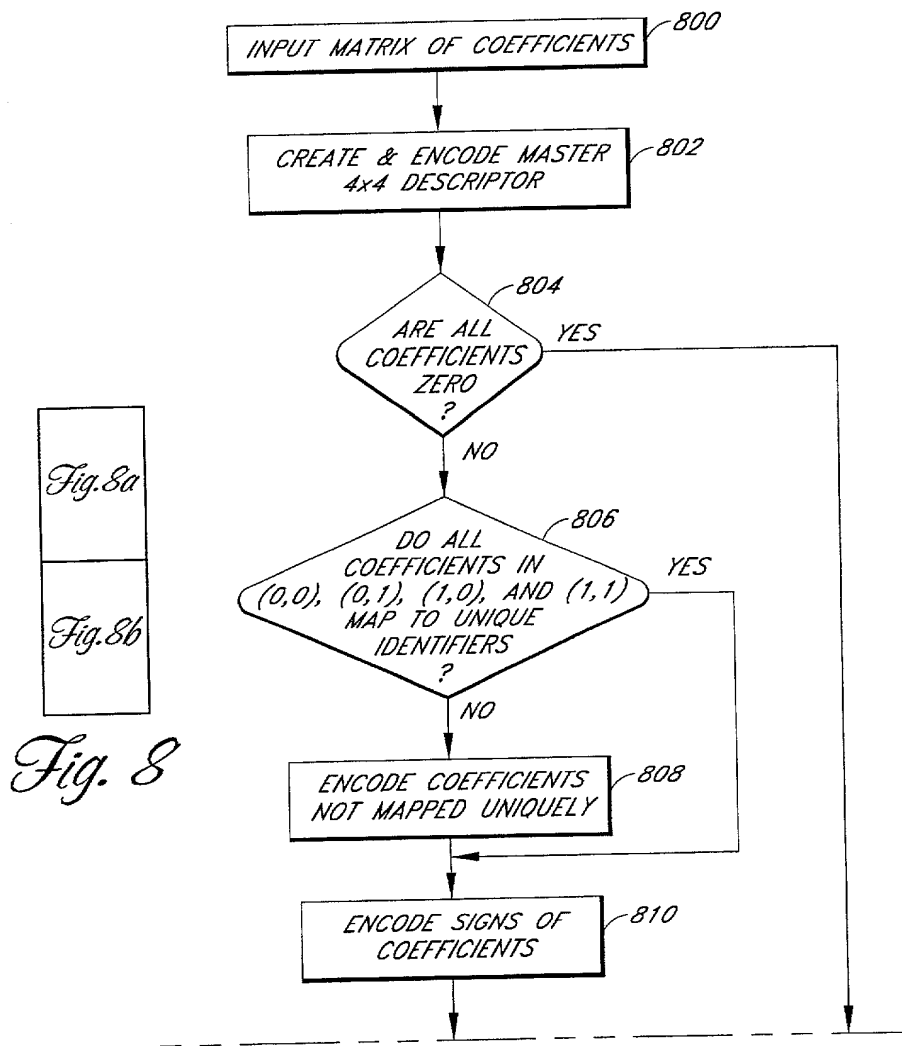 INPUT MATRIX OF COEFFICIENTS
800
CREATE & ENCODE MASTER
4x4 DESCRIPTOR
802
804
ARE ALL
COEFFICIENTS
ZERO
?
YES
NO
806
DO ALL
COEFFICIENTS IN
(0,0), (0,1), (1,0), AND (1,1)
MAP TO UNIQUE
IDENTIFIERS
?
YES
NO
Fig.8a
Fig.8b
Fig. 8
ENCODE COEFFICIENTS
NOT MAPPED UNIQUELY
808
ENCODE SIGNS OF
COEFFICIENTS
810